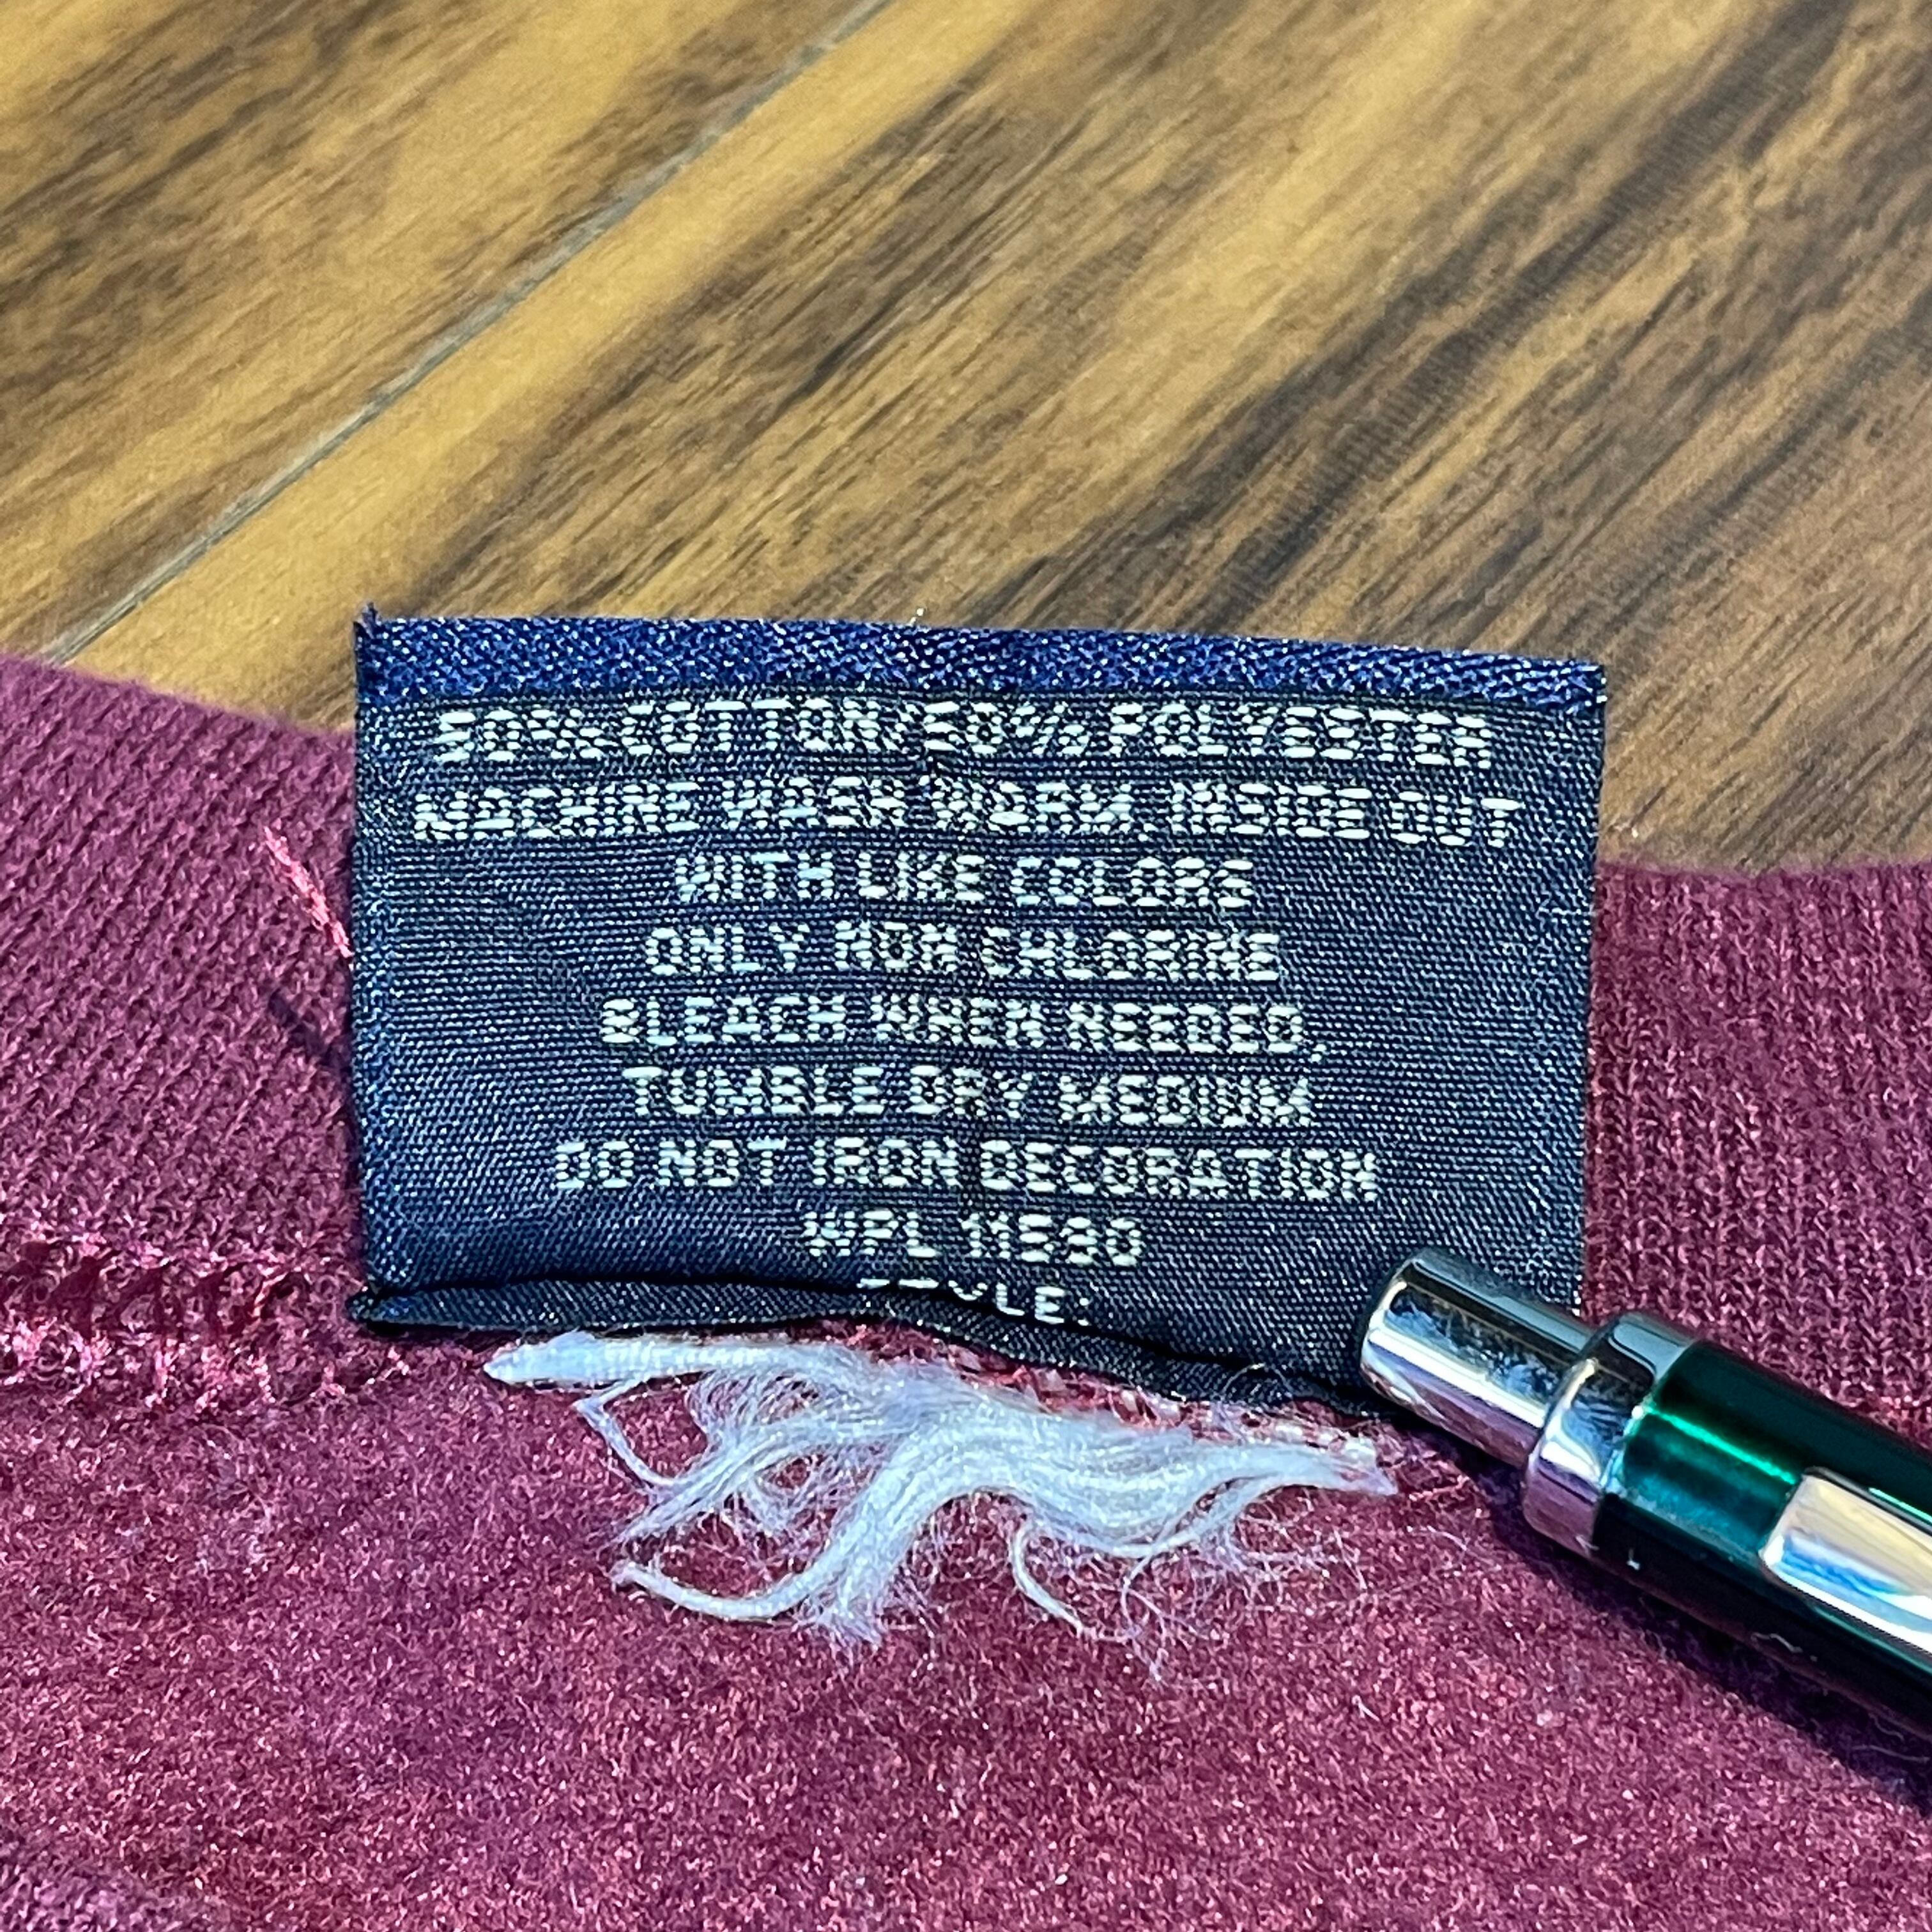 50% COTTON/50% POLYESTER
MACHINE WASH WARM, INSIDE OUT
WITH LIKE COLORS
ONLY NON CHLORINE
BLEACH WHEN NEEDED,
TUMBLE DRY MEDIUM
DO NOT IRON DECORATION
WPL 11590
STYLE: